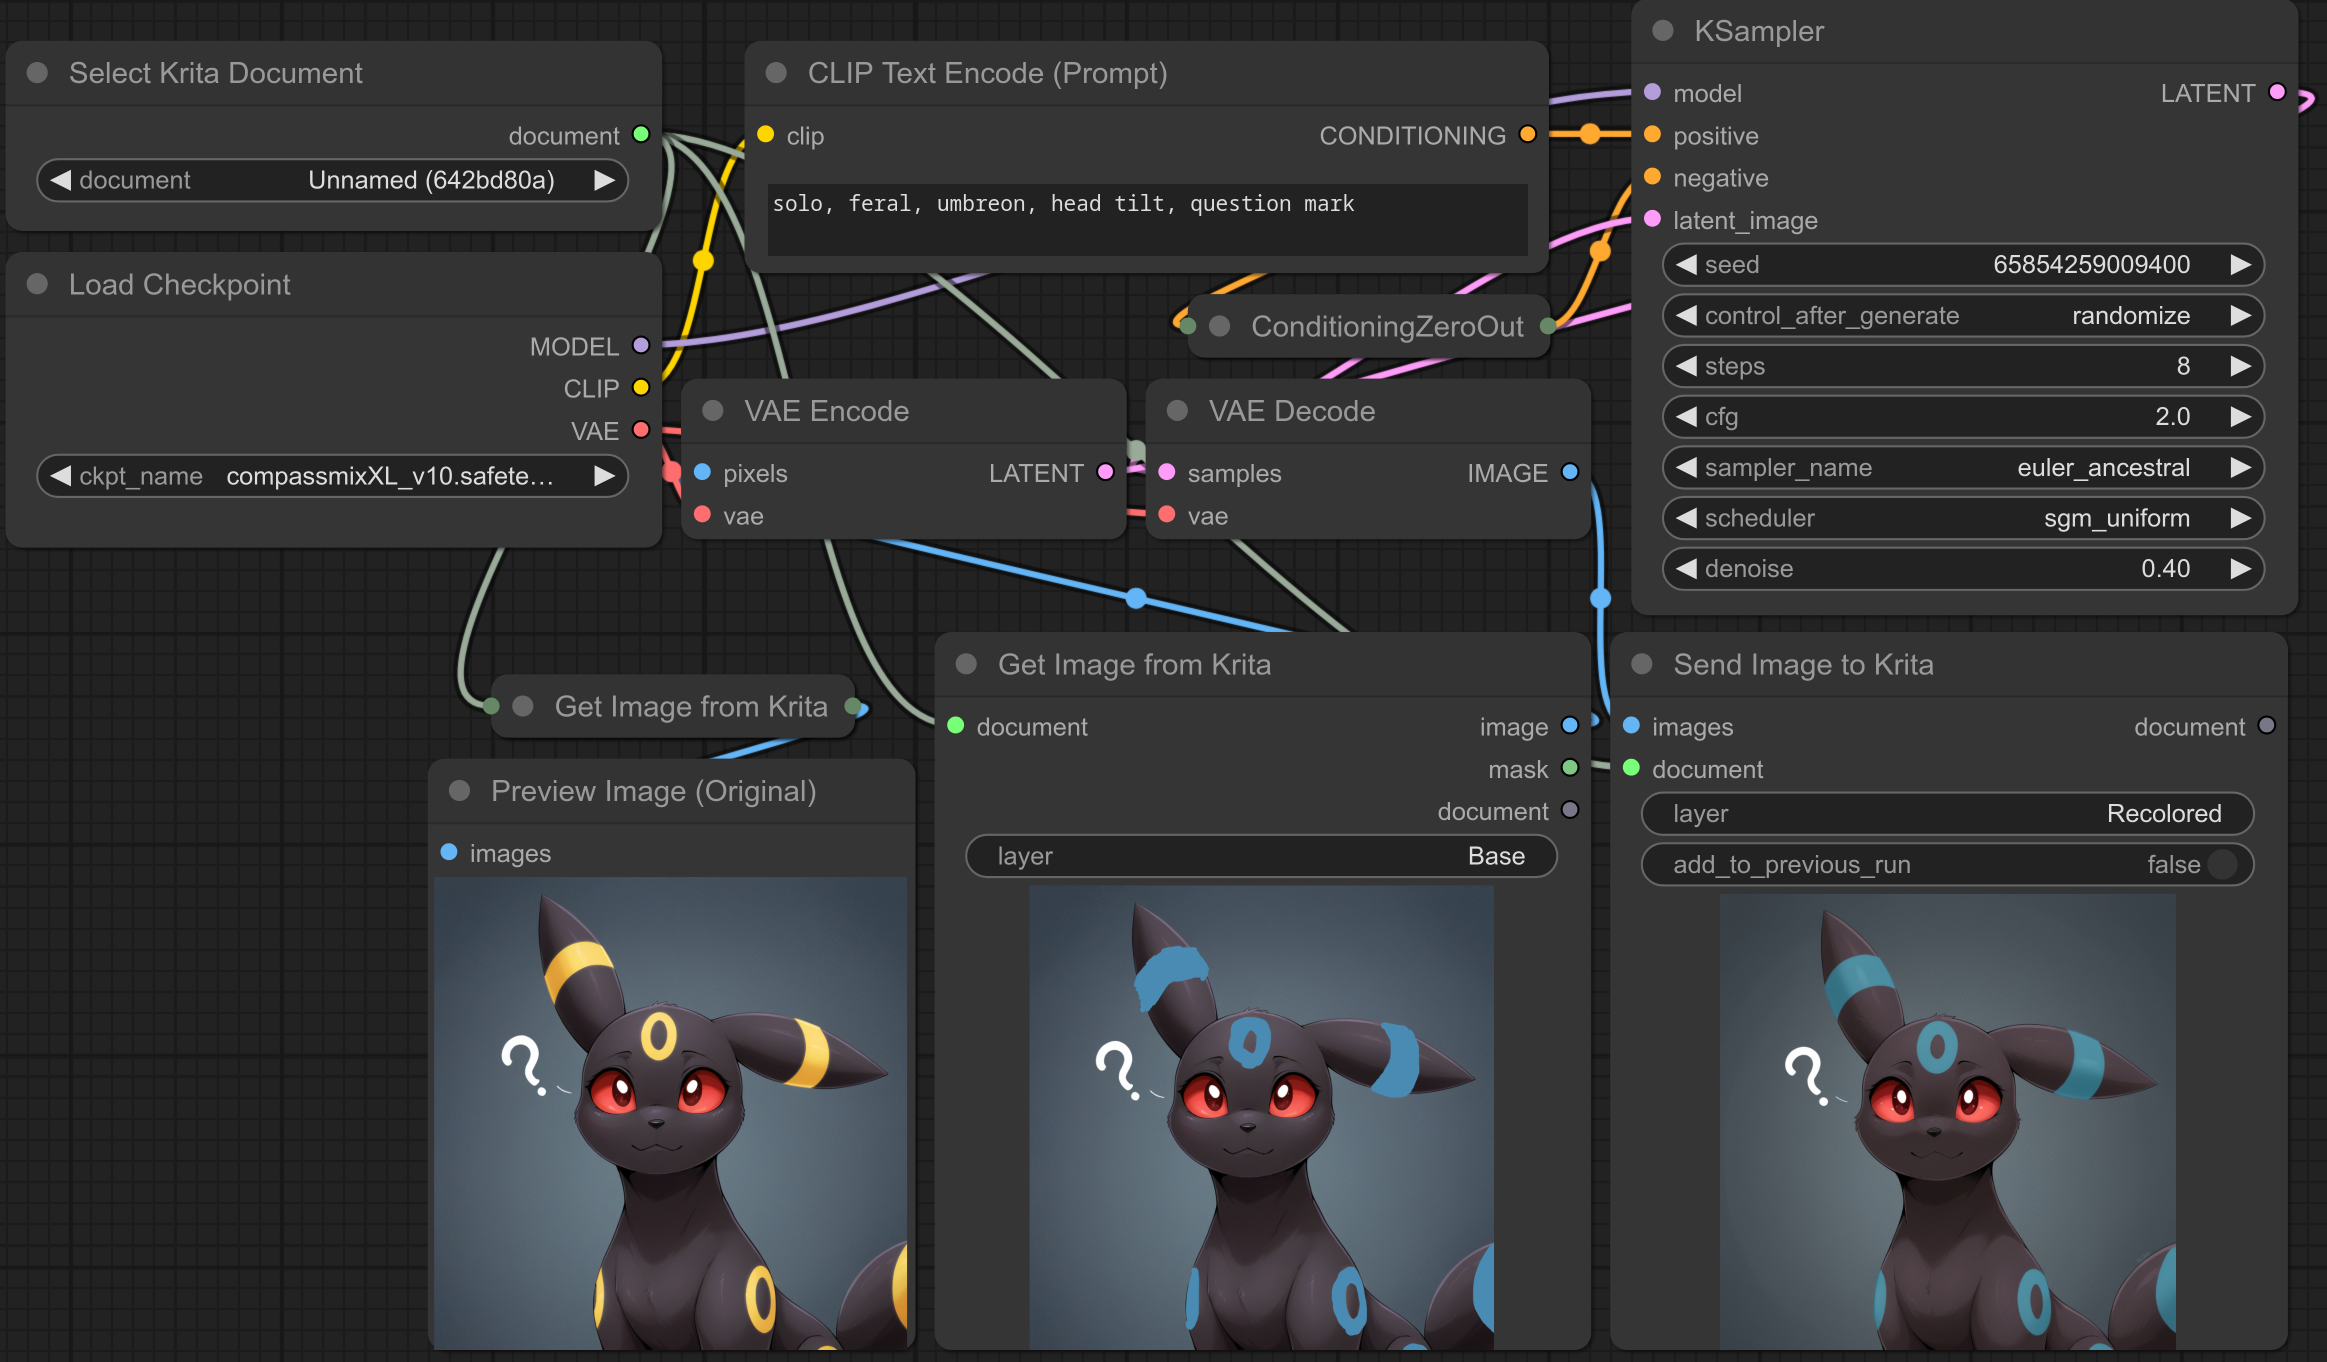 Select Krita Document
document
document Unnamed (642bd80a)
Load Checkpoint
MODEL
CLIP
VAE
ckpt_name compassmixXL_v10.safete...
CLIP Text Encode (Prompt)
clip CONDITIONING
solo, feral, umbreon, head tilt, question mark
ConditioningZeroOut
VAE Encode
pixels LATENT
vae
VAE Decode
samples IMAGE
vae
KSampler
model LATENT
positive
negative
latent_image
seed 65854259009400
control_after_generate randomize
steps 8
cfg 2.0
sampler_name euler_ancestral
scheduler sgm_uniform
denoise 0.40
Get Image from Krita
Preview Image (Original)
images
?
Get Image from Krita
document image
mask
document
layer Base
?
Send Image to Krita
images document
document
layer Recolored
add_to_previous_run false
?